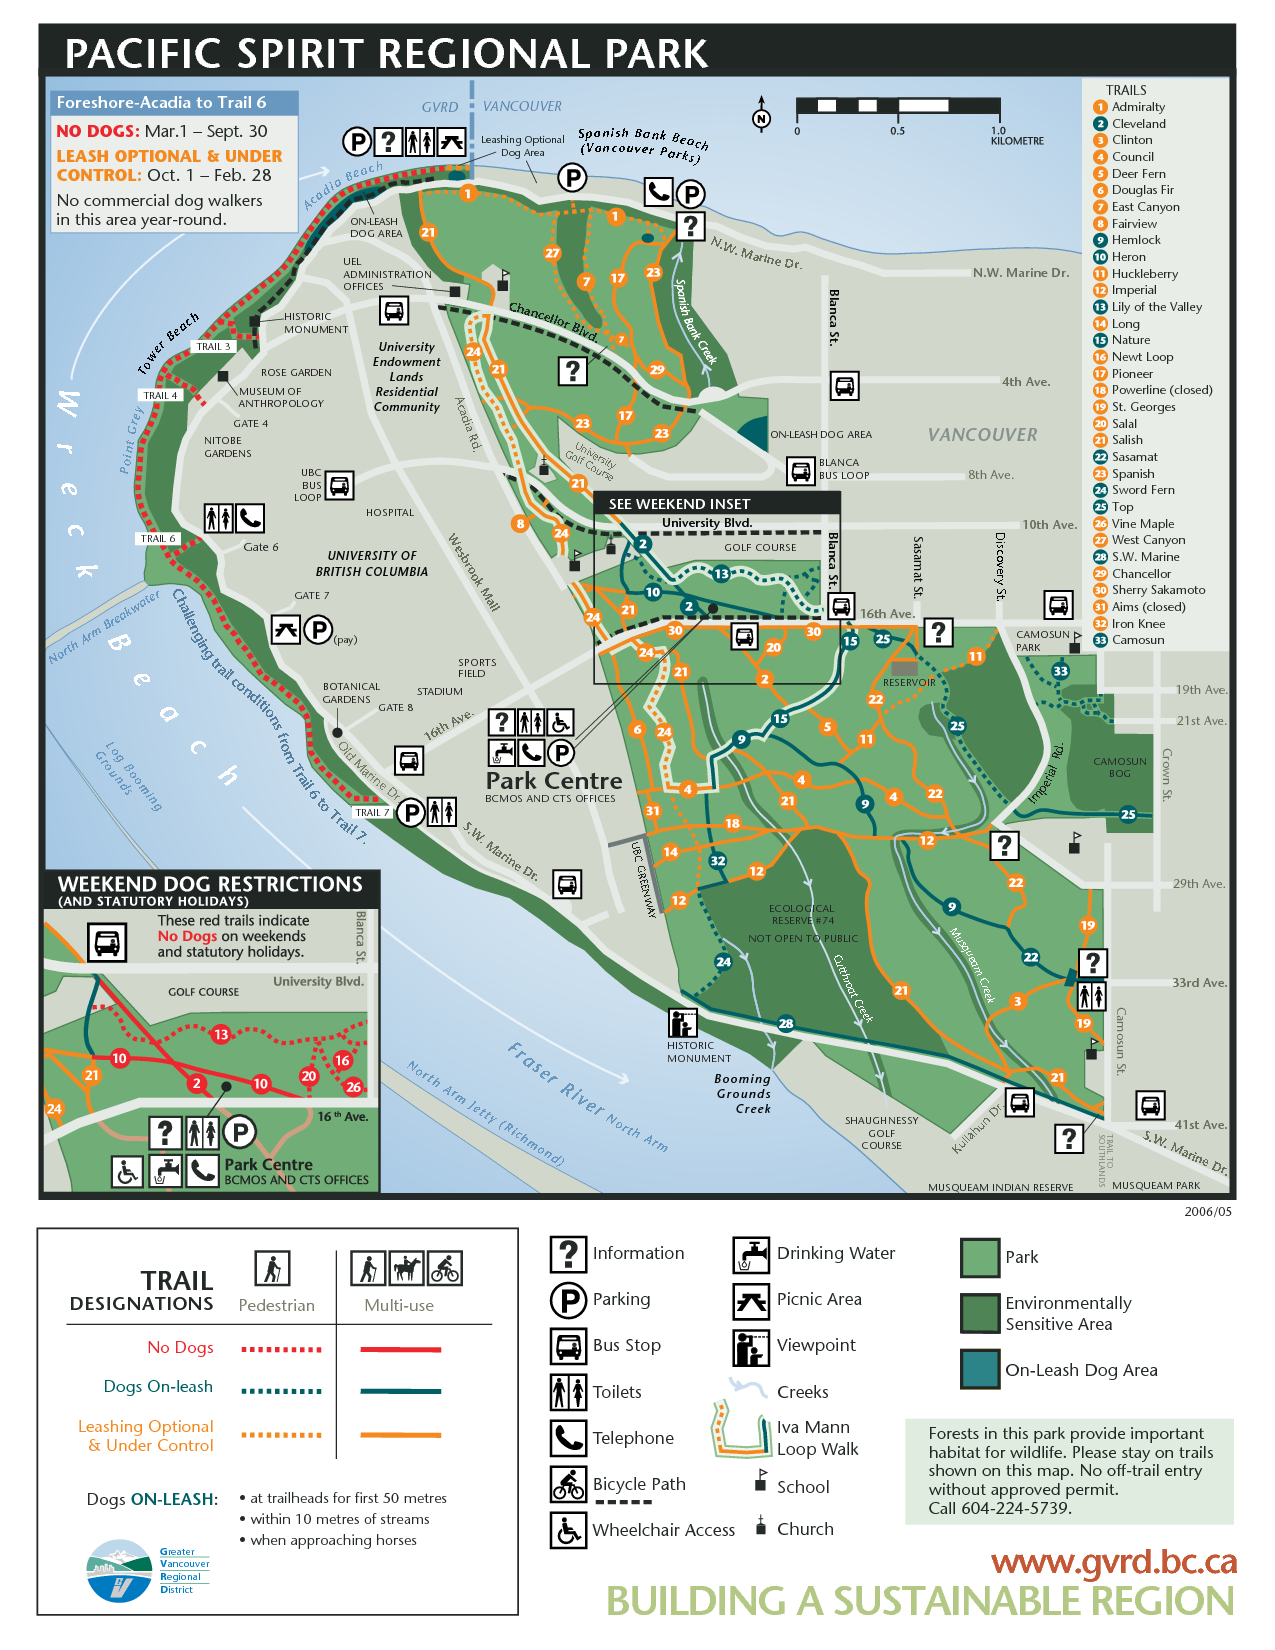 PACIFIC SPIRIT REGIONAL PARK
Foreshore-Acadia to Trail 6
NO DOGS: Mar.1 – Sept. 30
LEASH OPTIONAL & UNDER
CONTROL: Oct. 1 – Feb. 28
No commercial dog walkers
in this area year-round.
GVRD
VANCOUVER
Leashing Optional
Dog Area
Spanish Bank Beach
(Vancouver Parks)
N
0
0.5
1.0
KILOMETRE
TRAILS
1 Admiralty
2 Cleveland
3 Clinton
4 Council
5 Deer Fern
6 Douglas Fir
7 East Canyon
8 Fairview
9 Hemlock
10 Heron
11 Huckleberry
12 Imperial
13 Lily of the Valley
14 Long
15 Nature
16 Newt Loop
17 Pioneer
18 Powerline (closed)
19 St. Georges
20 Salal
21 Salish
22 Sasamat
23 Spanish
24 Sword Fern
25 Top
26 Vine Maple
27 West Canyon
28 S.W. Marine
29 Chancellor
30 Sherry Sakamoto
31 Aims (closed)
32 Iron Knee
33 Camosun
Acadia Beach
ON-LEASH
DOG AREA
UEL
ADMINISTRATION
OFFICES
N.W. Marine Dr.
N.W. Marine Dr.
Blanca St.
Spanish Bank Creek
Chancellor Blvd.
HISTORIC
MONUMENT
Tower Beach
TRAIL 3
University
Endowment
Lands
Residential
Community
ROSE GARDEN
MUSEUM OF
ANTHROPOLOGY
TRAIL 4
GATE 4
NITOBE
GARDENS
Point Grey
Wreck Beach
Acadia Rd.
4th Ave.
ON-LEASH DOG AREA
VANCOUVER
University
Golf Course
BLANCA
BUS LOOP
8th Ave.
UBC
BUS
LOOP
HOSPITAL
SEE WEEKEND INSET
University Blvd.
10th Ave.
GOLF COURSE
Blanca St.
Sasamat St.
Discovery St.
TRAIL 6
Gate 6
UNIVERSITY OF
BRITISH COLUMBIA
Wesbrook Mall
GATE 7
(pay)
North Arm Breakwater
Challenging trail conditions from Trail 6 to Trail 7.
16th Ave.
CAMOSUN
PARK
SPORTS
FIELD
STADIUM
BOTANICAL
GARDENS
GATE 8
16th Ave.
RESERVOIR
19th Ave.
21st Ave.
Old Marine Dr.
Log Booming
Grounds
Park Centre
BCMOS AND CTS OFFICES
Imperial Rd.
CAMOSUN
BOG
Crown St.
TRAIL 7
S.W. Marine Dr.
UBC GREENWAY
29th Ave.
ECOLOGICAL
RESERVE #74
NOT OPEN TO PUBLIC
Cutthroat Creek
Musqueam Creek
33rd Ave.
Camosun St.
HISTORIC
MONUMENT
Booming
Grounds
Creek
Fraser River North Arm
North Arm Jetty (Richmond)
SHAUGHNESSY
GOLF
COURSE
Kullahun Dr.
41st Ave.
S.W. Marine Dr.
TRAIL TO
SOUTHLANDS
MUSQUEAM INDIAN RESERVE
MUSQUEAM PARK
WEEKEND DOG RESTRICTIONS
(AND STATUTORY HOLIDAYS)
These red trails indicate
No Dogs on weekends
and statutory holidays.
Blanca St.
University Blvd.
GOLF COURSE
13
10
21
2
10
20
16
26
24
16th Ave.
Park Centre
BCMOS AND CTS OFFICES
2006/05
TRAIL
DESIGNATIONS
Pedestrian
Multi-use
No Dogs
Dogs On-leash
Leashing Optional
& Under Control
Dogs ON-LEASH:
• at trailheads for first 50 metres
• within 10 metres of streams
• when approaching horses
Greater
Vancouver
Regional
District
Information
Parking
Bus Stop
Toilets
Telephone
Bicycle Path
Wheelchair Access
Drinking Water
Picnic Area
Viewpoint
Creeks
Iva Mann
Loop Walk
School
Church
Park
Environmentally
Sensitive Area
On-Leash Dog Area
Forests in this park provide important
habitat for wildlife. Please stay on trails
shown on this map. No off-trail entry
without approved permit.
Call 604-224-5739.
www.gvrd.bc.ca
BUILDING A SUSTAINABLE REGION